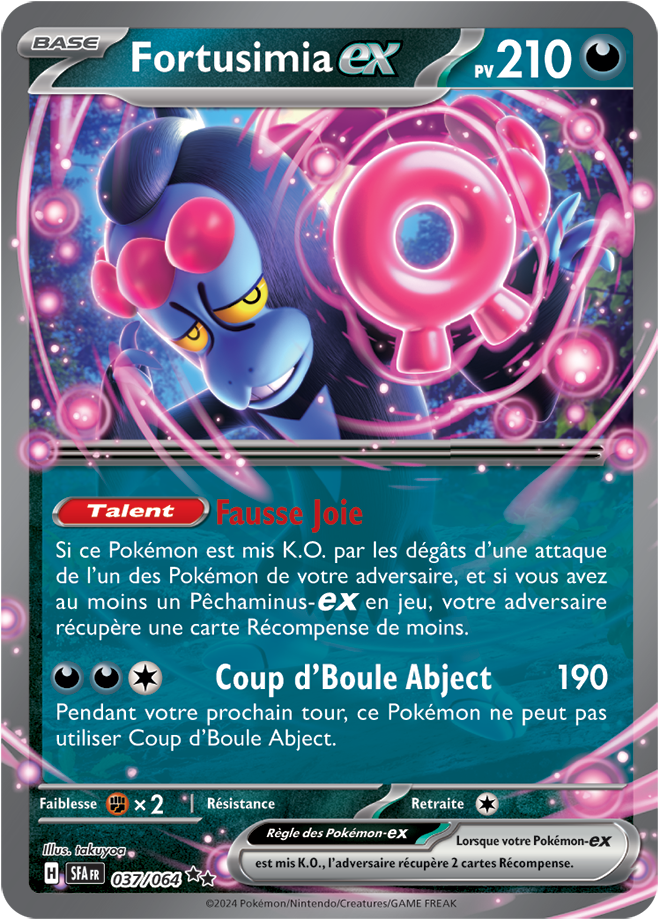 BASE
Fortusimia ex
PV 210
Talent Fausse Joie
Si ce Pokémon est mis K.O. par les dégâts d'une attaque
de l'un des Pokémon de votre adversaire, et si vous avez
au moins un Pêchaminus-ex en jeu, votre adversaire
récupère une carte Récompense de moins.
Coup d'Boule Abject 190
Pendant votre prochain tour, ce Pokémon ne peut pas
utiliser Coup d'Boule Abject.
Faiblesse × 2 Résistance Retraite
Illus. takuyoa
Règle des Pokémon-ex Lorsque votre Pokémon-ex
est mis K.O., l'adversaire récupère 2 cartes Récompense.
H SFA FR 037/064
©2024 Pokémon/Nintendo/Creatures/GAME FREAK